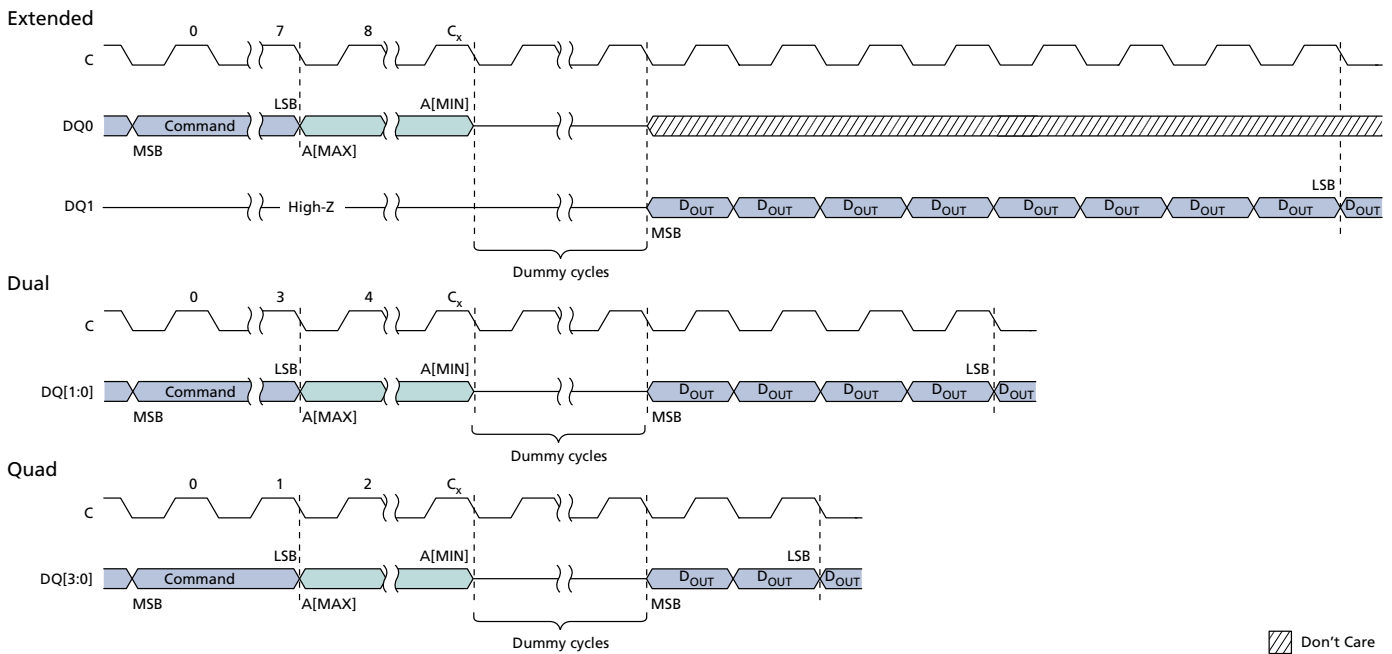 Extended
0 7 8 Cx
C
LSB A[MIN]
DQ0 Command
MSB A[MAX]
LSB
DQ1 High-Z DOUT DOUT DOUT DOUT DOUT DOUT DOUT DOUT DOUT
MSB
Dummy cycles
Dual
0 3 4 Cx
C
LSB A[MIN] LSB
DQ[1:0] Command DOUT DOUT DOUT DOUT DOUT
MSB A[MAX] MSB
Dummy cycles
Quad
0 1 2 Cx
C
LSB A[MIN] LSB
DQ[3:0] Command DOUT DOUT DOUT
MSB A[MAX] MSB
Dummy cycles
Don't Care